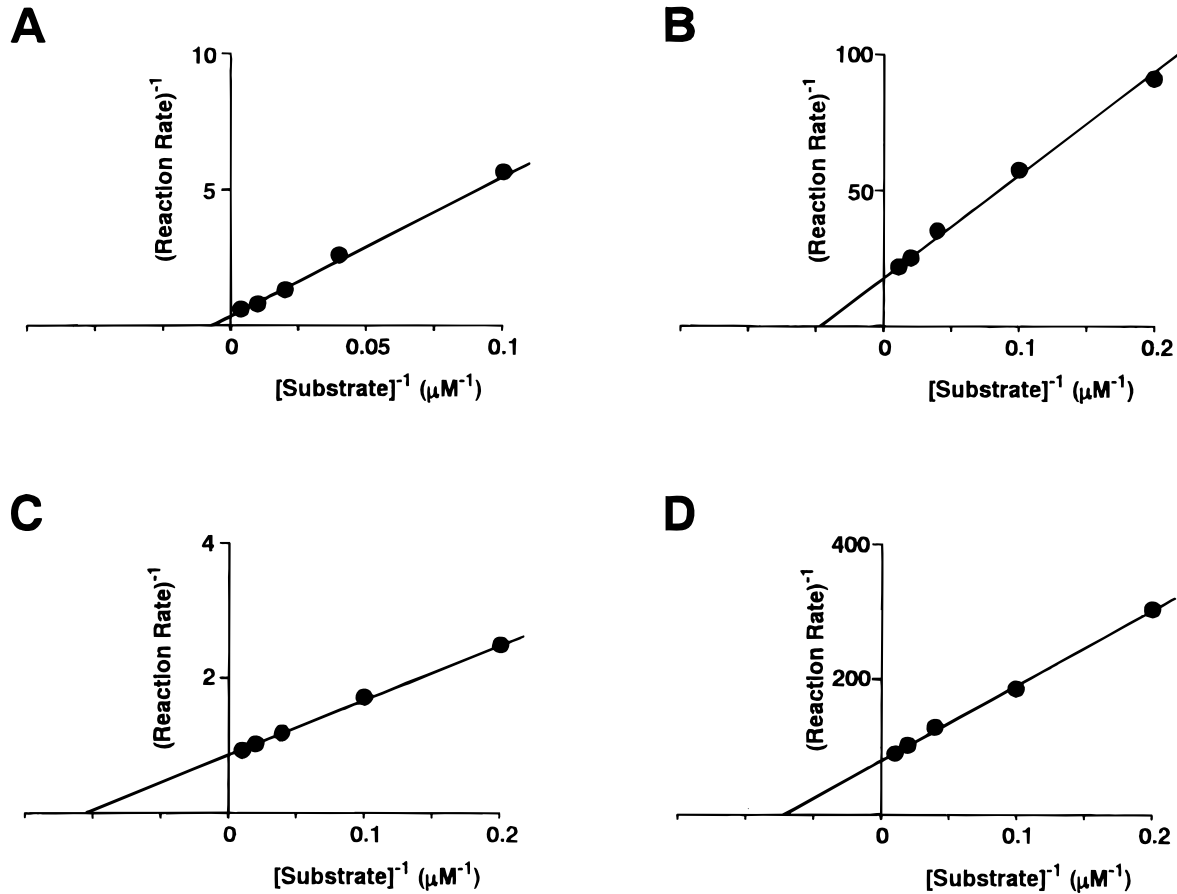 A
(Reaction Rate)⁻¹
10
5
0
0.05
0.1
[Substrate]⁻¹ (μM⁻¹)
B
(Reaction Rate)⁻¹
100
50
0
0.1
0.2
[Substrate]⁻¹ (μM⁻¹)
C
(Reaction Rate)⁻¹
4
2
0
0.1
0.2
[Substrate]⁻¹ (μM⁻¹)
D
(Reaction Rate)⁻¹
400
200
0
0.1
0.2
[Substrate]⁻¹ (μM⁻¹)